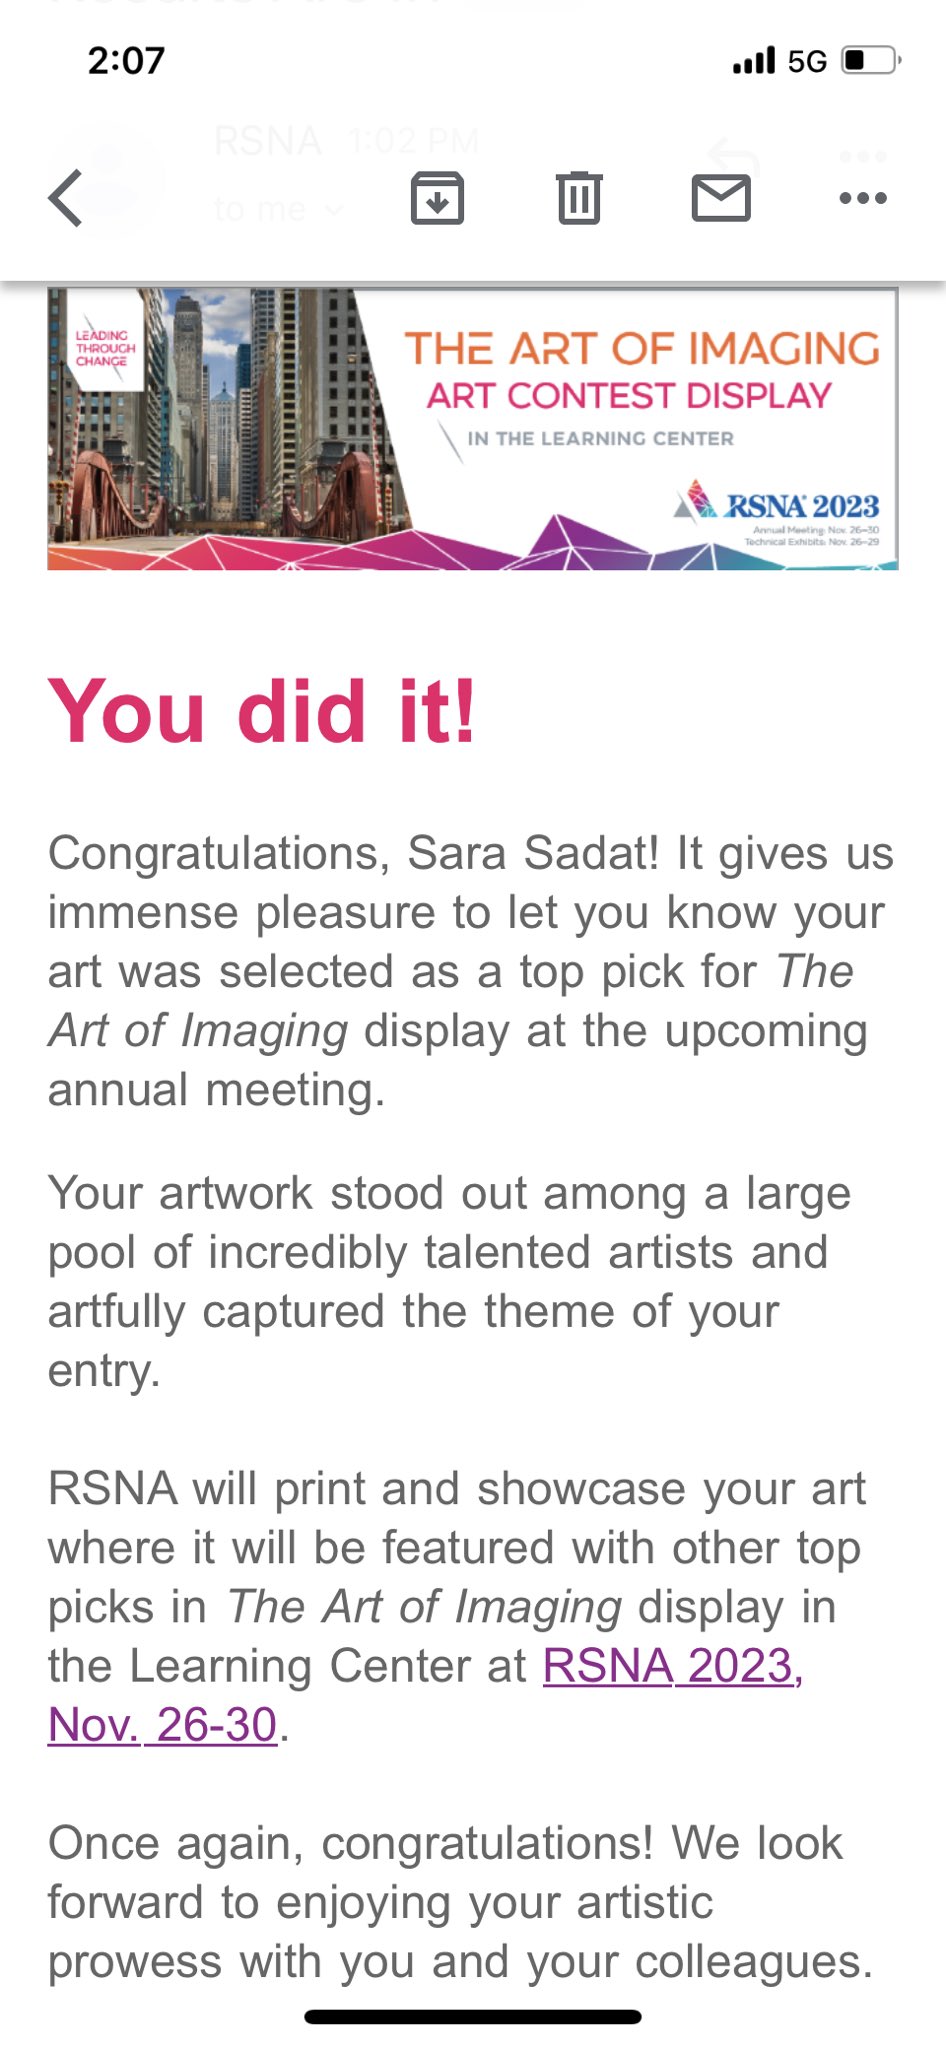 2:07
5G
RSNA 1:02 PM
to me
LEADING
THROUGH
CHANGE
THE ART OF IMAGING
ART CONTEST DISPLAY
IN THE LEARNING CENTER
RSNA® 2023
Annual Meeting: Nov. 26–30
Technical Exhibits: Nov. 26–29
You did it!
Congratulations, Sara Sadat! It gives us
immense pleasure to let you know your
art was selected as a top pick for The
Art of Imaging display at the upcoming
annual meeting.
Your artwork stood out among a large
pool of incredibly talented artists and
artfully captured the theme of your
entry.
RSNA will print and showcase your art
where it will be featured with other top
picks in The Art of Imaging display in
the Learning Center at RSNA 2023,
Nov. 26-30.
Once again, congratulations! We look
forward to enjoying your artistic
prowess with you and your colleagues.